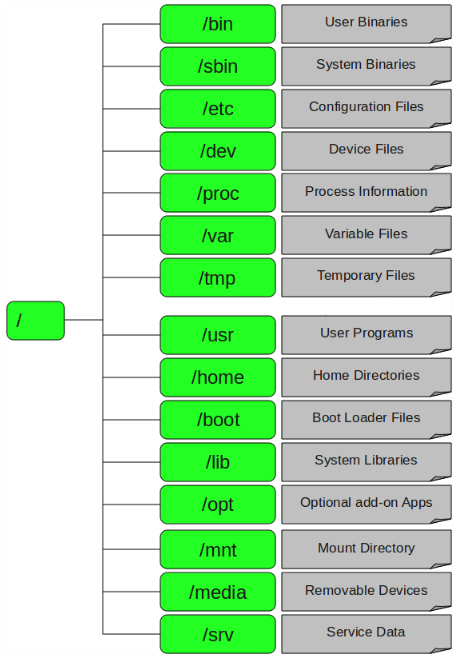 /bin User Binaries
/sbin System Binaries
/etc Configuration Files
/dev Device Files
/proc Process Information
/var Variable Files
/tmp Temporary Files
/
/usr User Programs
/home Home Directories
/boot Boot Loader Files
/lib System Libraries
/opt Optional add-on Apps
/mnt Mount Directory
/media Removable Devices
/srv Service Data